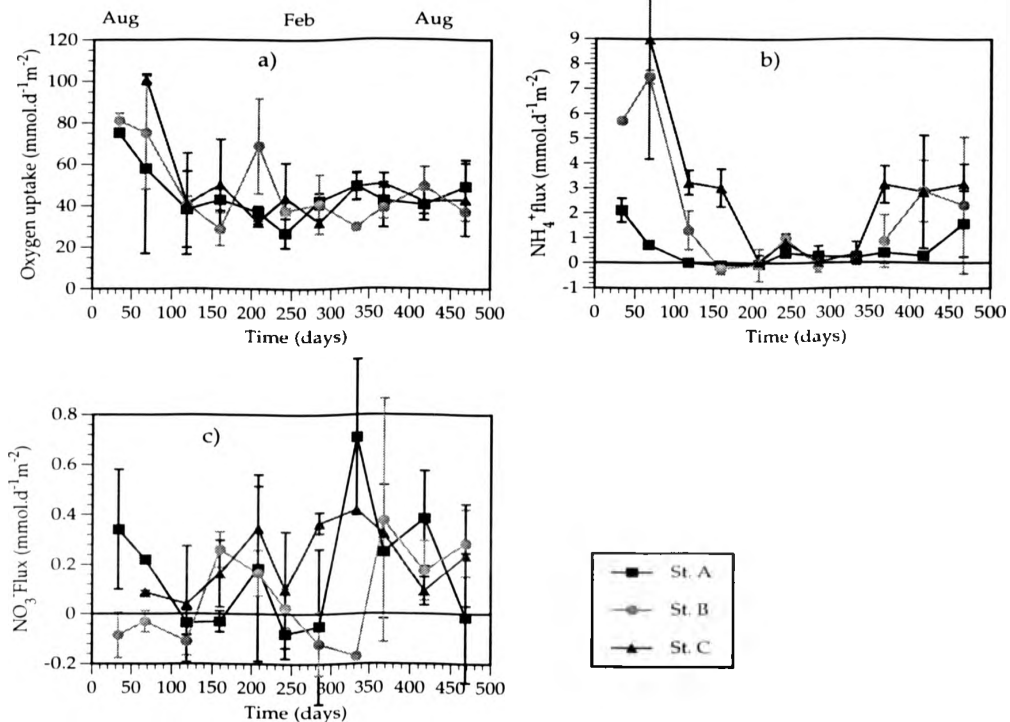 Aug Feb Aug
a)
Oxygen uptake (mmol.d⁻¹m⁻²)
120
100
80
60
40
20
0
0 50 100 150 200 250 300 350 400 450 500
Time (days)
b)
NH₄⁺ flux (mmol.d⁻¹m⁻²)
9
8
7
6
5
4
3
2
1
0
-1
0 50 100 150 200 250 300 350 400 450 500
Time (days)
c)
NO₃⁻ Flux (mmol.d⁻¹m⁻²)
0.8
0.6
0.4
0.2
0
-0.2
0 50 100 150 200 250 300 350 400 450 500
Time (days)
St. A
St. B
St. C